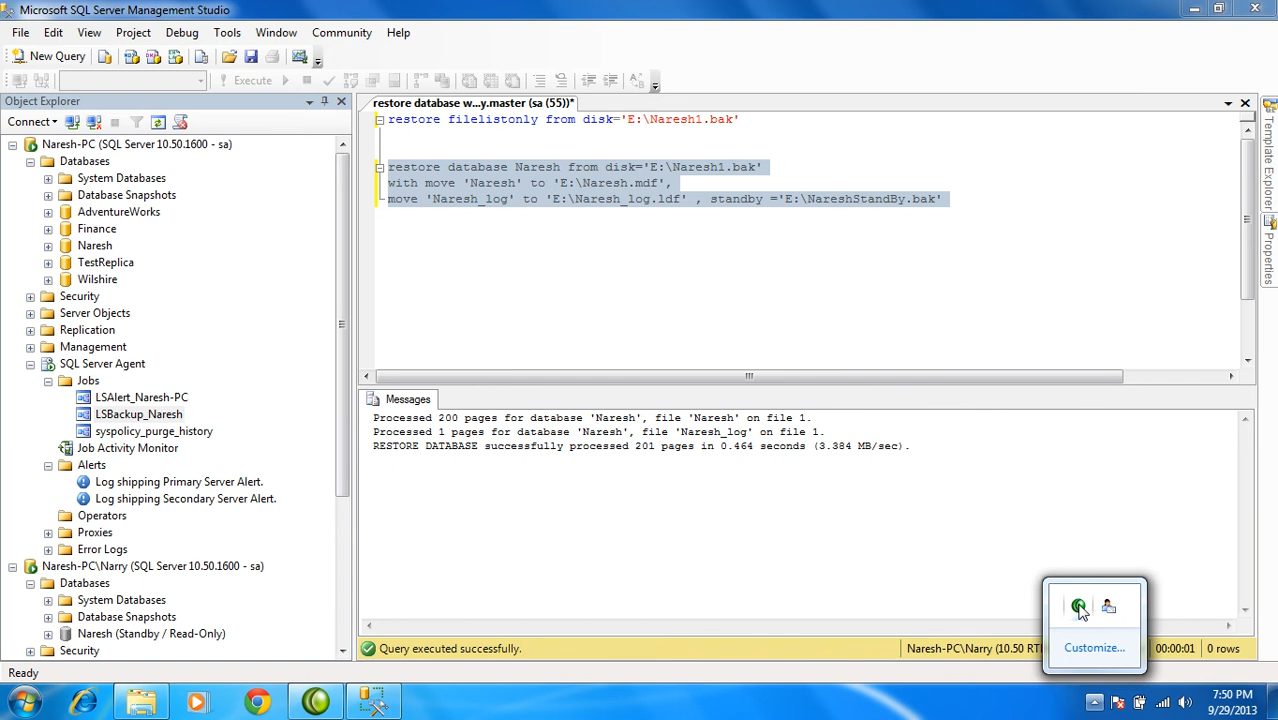 Microsoft SQL Server Management Studio
File Edit View Project Debug Tools Window Community Help
New Query
Execute
Object Explorer
restore database w...y.master (sa (55))*
Connect
Naresh-PC (SQL Server 10.50.1600 - sa)
Databases
System Databases
Database Snapshots
AdventureWorks
Finance
Naresh
TestReplica
Wilshire
Security
Server Objects
Replication
Management
SQL Server Agent
Jobs
LSAlert_Naresh-PC
LSBackup_Naresh
syspolicy_purge_history
Job Activity Monitor
Alerts
Log shipping Primary Server Alert.
Log shipping Secondary Server Alert.
Operators
Proxies
Error Logs
Naresh-PC\Narry (SQL Server 10.50.1600 - sa)
Databases
System Databases
Database Snapshots
Naresh (Standby / Read-Only)
Security
restore filelistonly from disk='E:\Naresh1.bak'
restore database Naresh from disk='E:\Naresh1.bak'
with move 'Naresh' to 'E:\Naresh.mdf',
move 'Naresh_log' to 'E:\Naresh_log.ldf' , standby ='E:\NareshStandBy.bak'
Messages
Processed 200 pages for database 'Naresh', file 'Naresh' on file 1.
Processed 1 pages for database 'Naresh', file 'Naresh_log' on file 1.
RESTORE DATABASE successfully processed 201 pages in 0.464 seconds (3.384 MB/sec).
Template Explorer
Properties
Customize...
Query executed successfully.
Naresh-PC\Narry (10.50 RT
00:00:01
0 rows
Ready
7:50 PM
9/29/2013